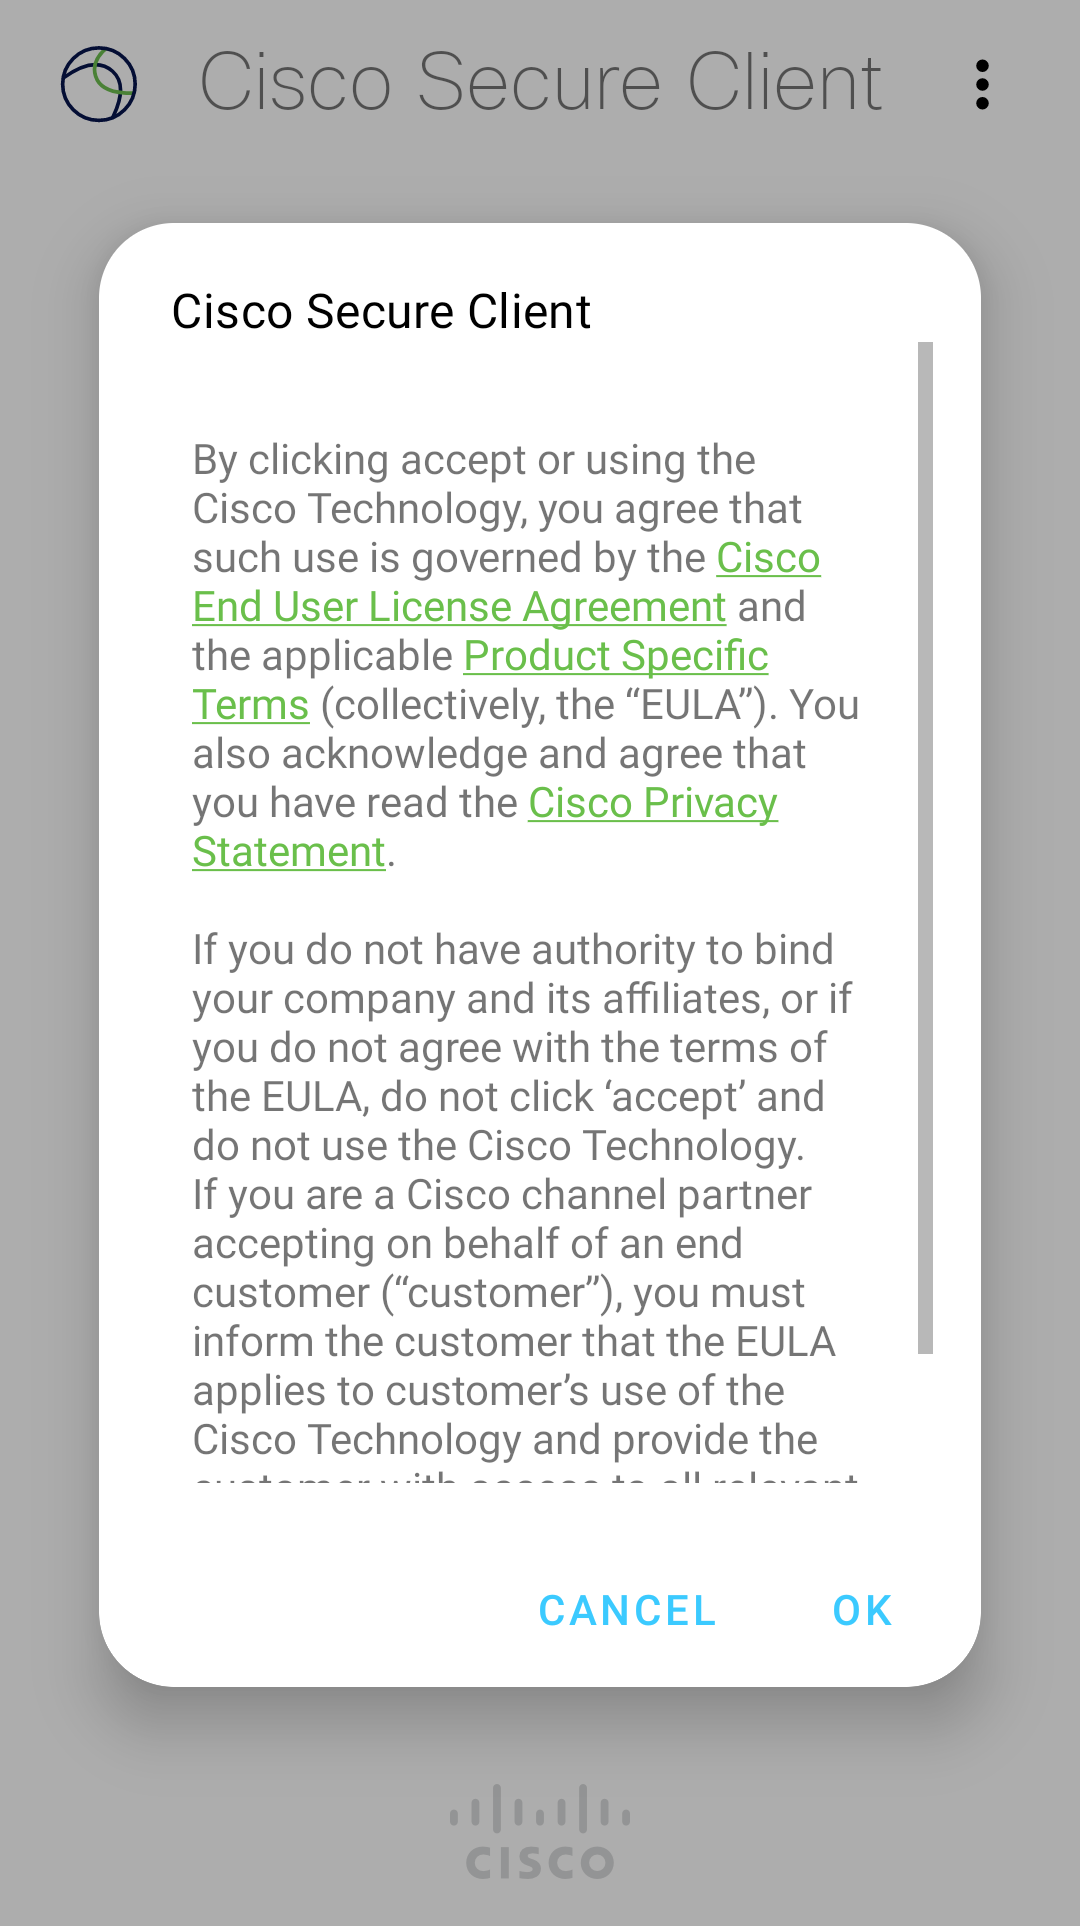 Cisco Secure Client
Cisco Secure Client
By clicking accept or using the
Cisco Technology, you agree that
such use is governed by the Cisco
End User License Agreement and
the applicable Product Specific
Terms (collectively, the “EULA”). You
also acknowledge and agree that
you have read the Cisco Privacy
Statement.
If you do not have authority to bind
your company and its affiliates, or if
you do not agree with the terms of
the EULA, do not click ‘accept’ and
do not use the Cisco Technology.
If you are a Cisco channel partner
accepting on behalf of an end
customer (“customer”), you must
inform the customer that the EULA
applies to customer’s use of the
Cisco Technology and provide the
customer with access to all relevant
CANCEL OK
CISCO